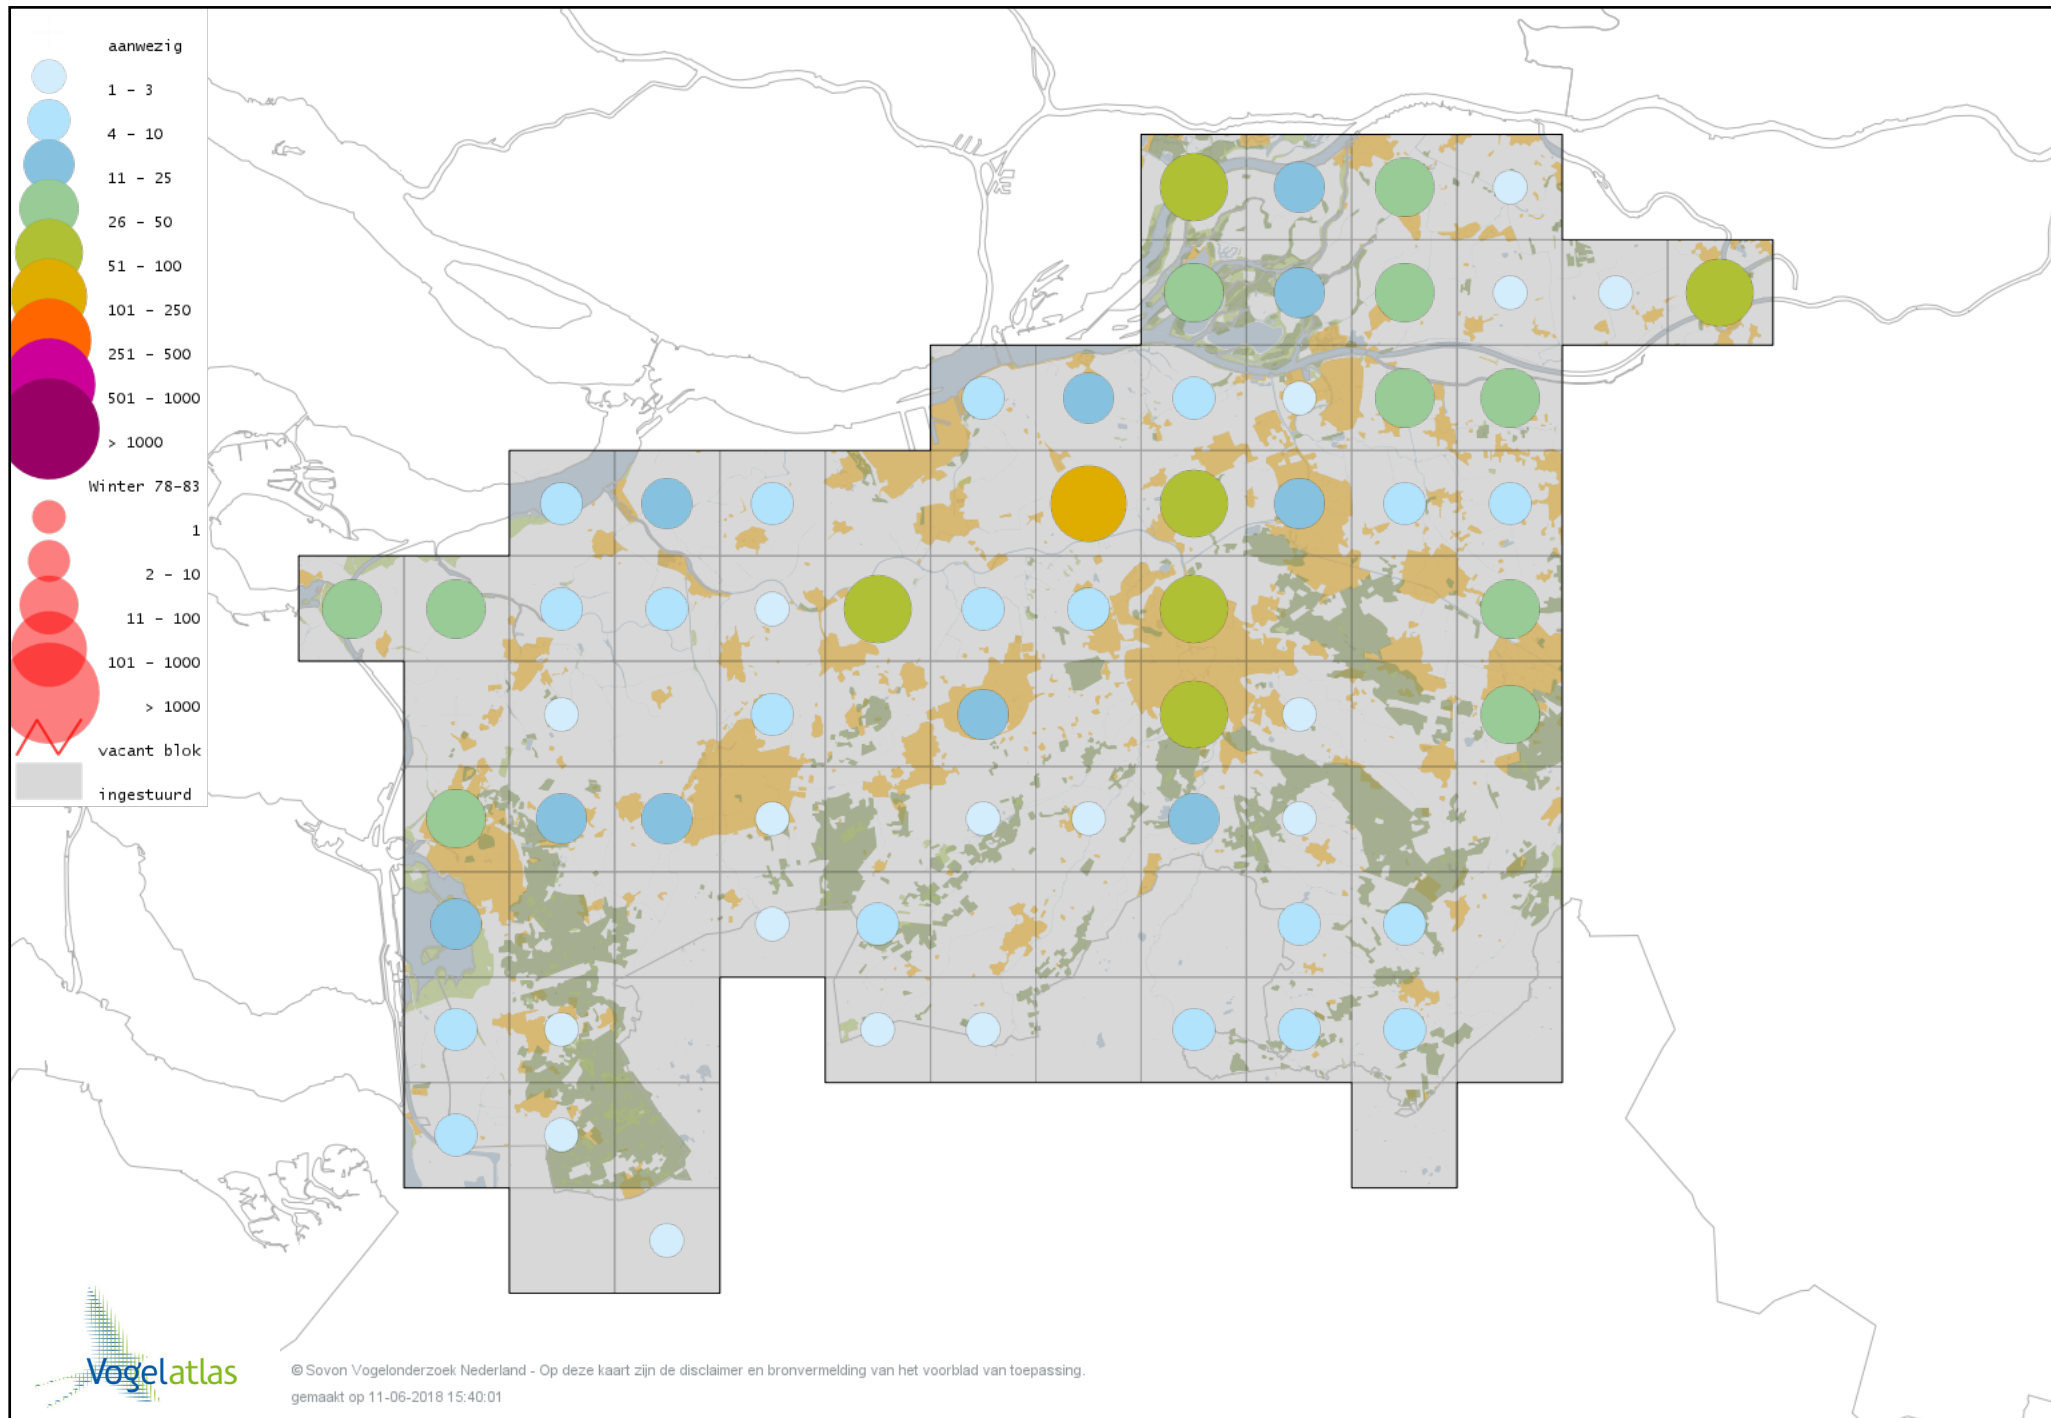 aanwezig
1 - 3
4 - 10
11 - 25
26 - 50
51 - 100
101 - 250
251 - 500
501 - 1000
> 1000
Winter 78-83
1
2 - 10
11 - 100
101 - 1000
> 1000
vacant blok
ingestuurd
Vogelatlas
© Sovon Vogelonderzoek Nederland - Op deze kaart zijn de disclaimer en bronvermelding van het voorblad van toepassing.
gemaakt op 11-06-2018 15:40:01